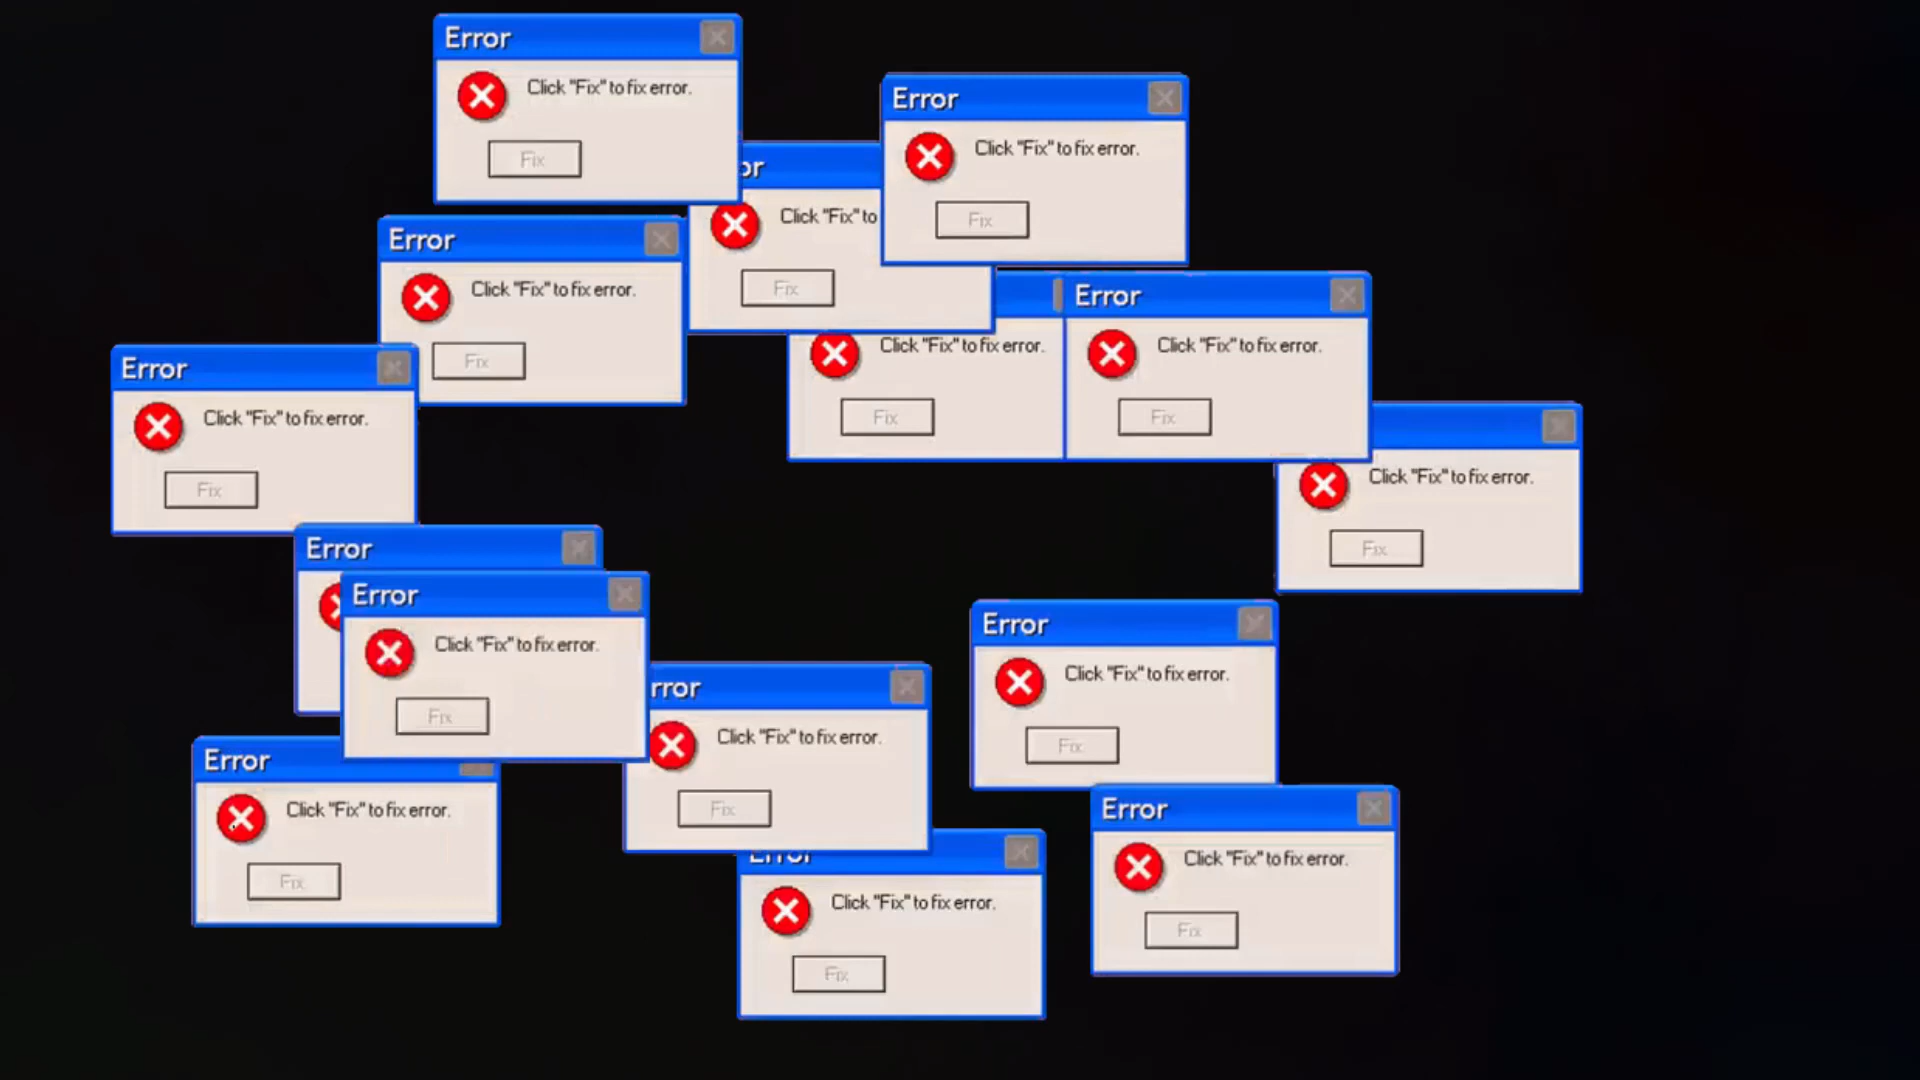 Error
Click "Fix" to fix error.
Fix
Error
Click "Fix" to fix error.
Fix
or
Click "Fix" to
Fix
Error
Click "Fix" to fix error.
Fix
Click "Fix" to fix error.
Fix
Error
Click "Fix" to fix error.
Fix
Error
Click "Fix" to fix error.
Fix
Click "Fix" to fix error.
Fix
Error
Error
Click "Fix" to fix error.
Fix
Error
Click "Fix" to fix error.
Fix
rror
Click "Fix" to fix error.
Fix
Error
Click "Fix" to fix error.
Fix
Error
Click "Fix" to fix error.
Fix
Error
Click "Fix" to fix error.
Fix